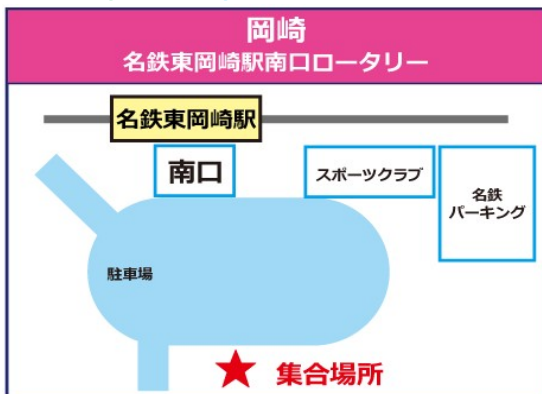 岡崎
名鉄東岡崎駅南口ロータリー
名鉄東岡崎駅
南口
スポーツクラブ
名鉄
パーキング
駐車場
★ 集合場所